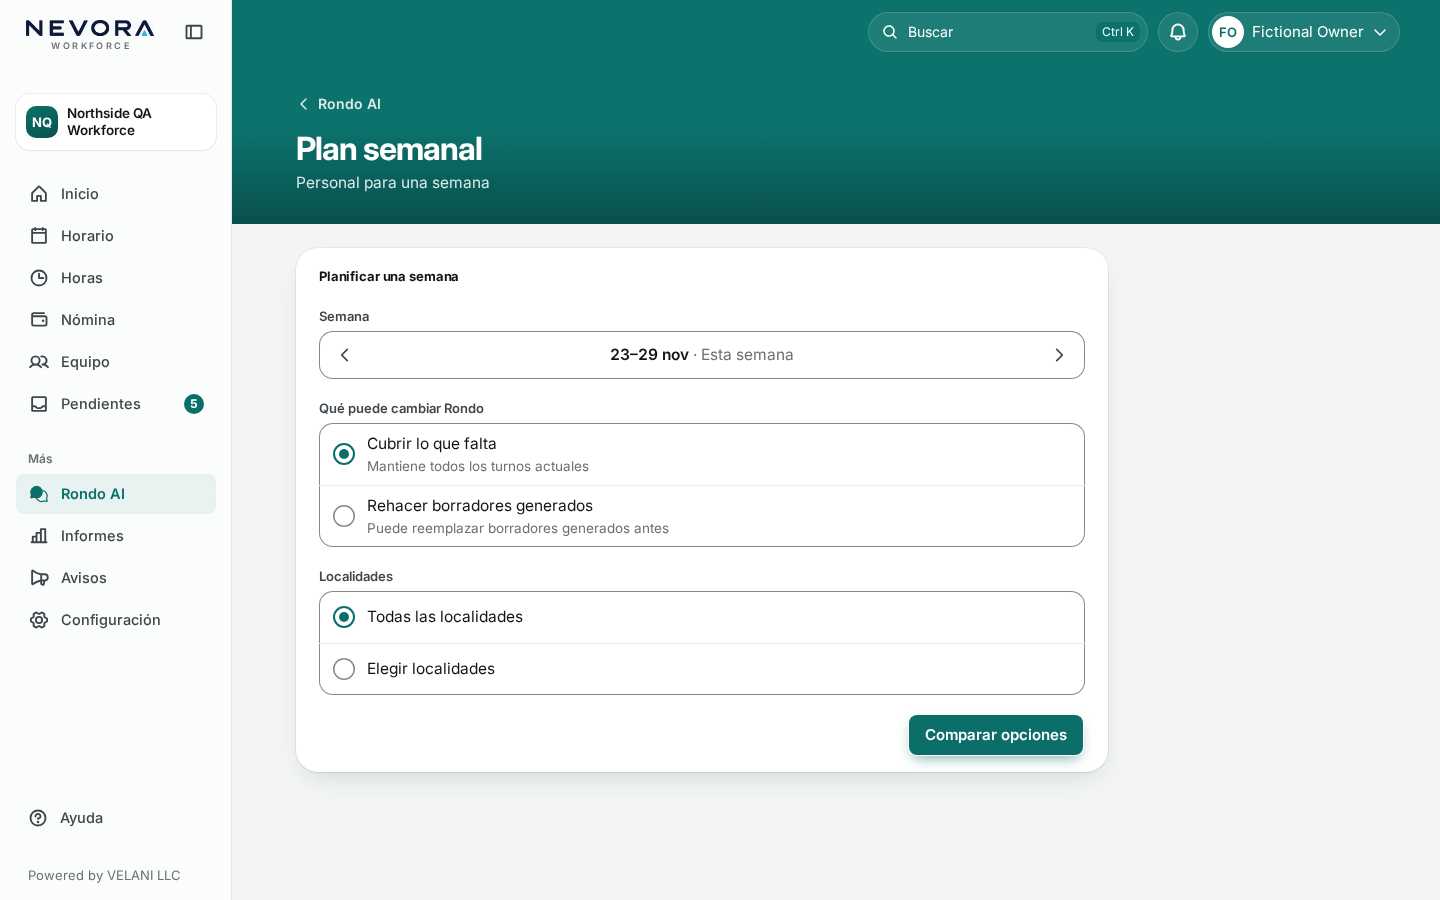 NEVORA
WORKFORCE
Buscar
Ctrl K
FO
Fictional Owner
NQ
Northside QA
Workforce
Inicio
Horario
Horas
Nómina
Equipo
Pendientes
5
Más
Rondo AI
Informes
Avisos
Configuración
Ayuda
Powered by VELANI LLC
Rondo AI
Plan semanal
Personal para una semana
Planificar una semana
Semana
23–29 nov · Esta semana
Qué puede cambiar Rondo
Cubrir lo que falta
Mantiene todos los turnos actuales
Rehacer borradores generados
Puede reemplazar borradores generados antes
Localidades
Todas las localidades
Elegir localidades
Comparar opciones